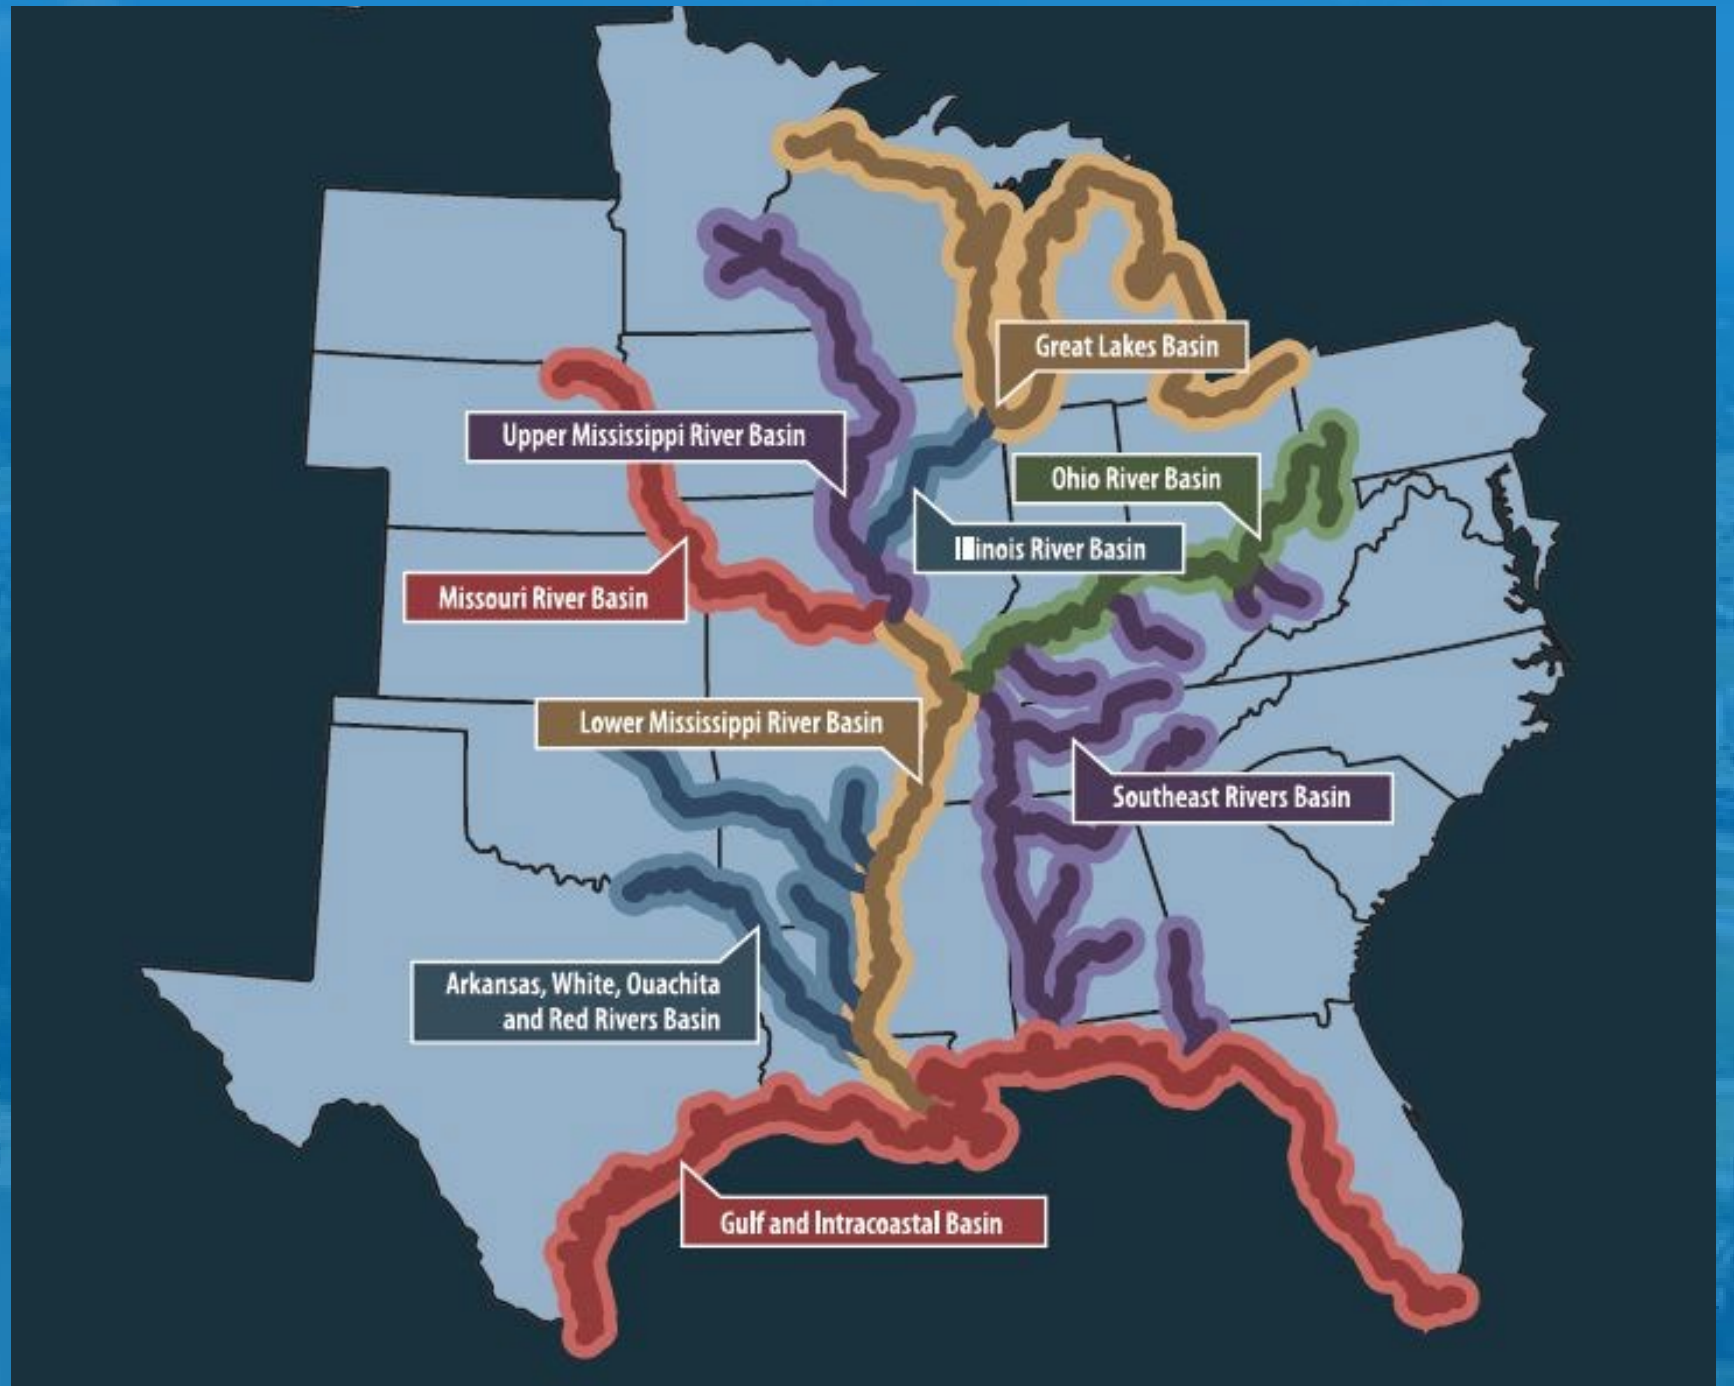 Great Lakes Basin
Upper Mississippi River Basin
Ohio River Basin
Illinois River Basin
Missouri River Basin
Lower Mississippi River Basin
Southeast Rivers Basin
Arkansas, White, Ouachita
and Red Rivers Basin
Gulf and Intracoastal Basin